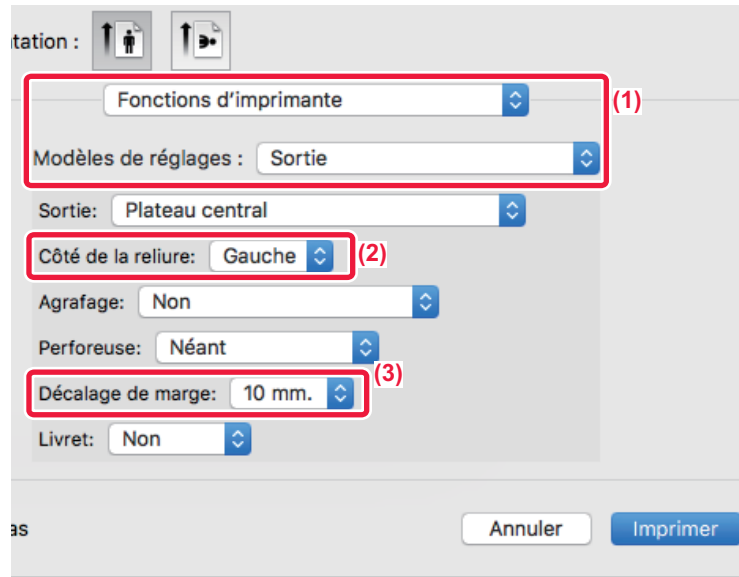 tation :
Fonctions d'imprimante
(1)
Modèles de réglages : Sortie
Sortie: Plateau central
Côté de la reliure: Gauche (2)
Agrafage: Non
Perforeuse: Néant
(3)
Décalage de marge: 10 mm.
Livret: Non
as Annuler Imprimer